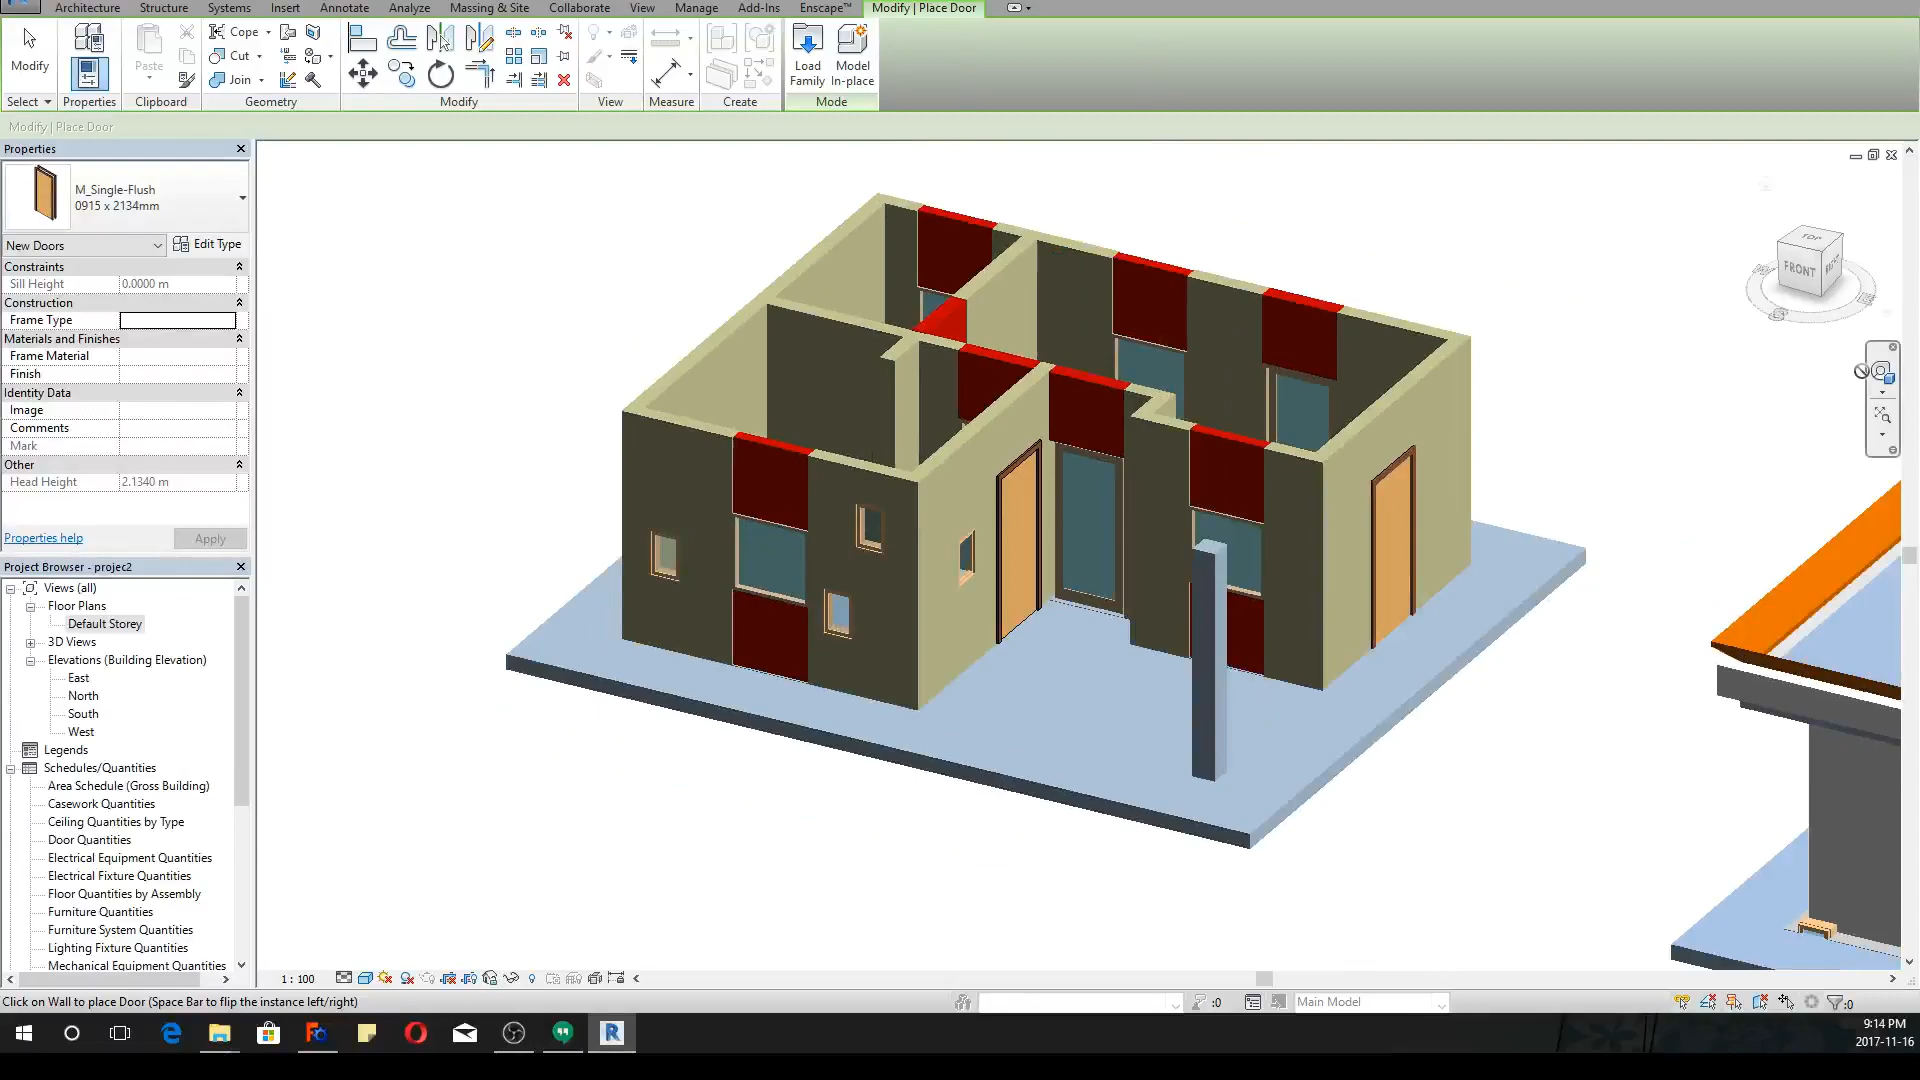 Architecture Structure Systems Insert Annotate Analyze Massing & Site Collaborate View Manage Add-Ins Enscape™ Modify | Place Door
Modify
Paste
Cope
Cut
Join
Load
Family
Model
In-place
Select Properties Clipboard Geometry Modify View Measure Create Mode
Modify | Place Door
Properties
M_Single-Flush
0915 x 2134mm
New Doors Edit Type
Constraints
Sill Height 0.0000 m
Construction
Frame Type
Materials and Finishes
Frame Material
Finish
Identity Data
Image
Comments
Mark
Other
Head Height 2.1340 m
Properties help Apply
Project Browser - projec2
Views (all)
Floor Plans
Default Storey
3D Views
Elevations (Building Elevation)
East
North
South
West
Legends
Schedules/Quantities
Area Schedule (Gross Building)
Casework Quantities
Ceiling Quantities by Type
Door Quantities
Electrical Equipment Quantities
Electrical Fixture Quantities
Floor Quantities by Assembly
Furniture Quantities
Furniture System Quantities
Lighting Fixture Quantities
Mechanical Equipment Quantities
TOP
FRONT
1 : 100
Click on Wall to place Door (Space Bar to flip the instance left/right)
:0
Main Model
:0
9:14 PM
2017-11-16